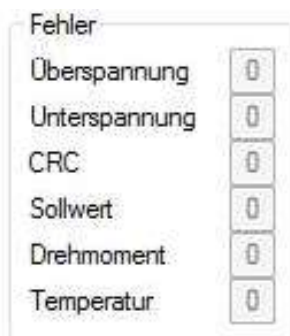 Fehler
Überspannung 0
Unterspannung 0
CRC 0
Sollwert 0
Drehmoment 0
Temperatur 0